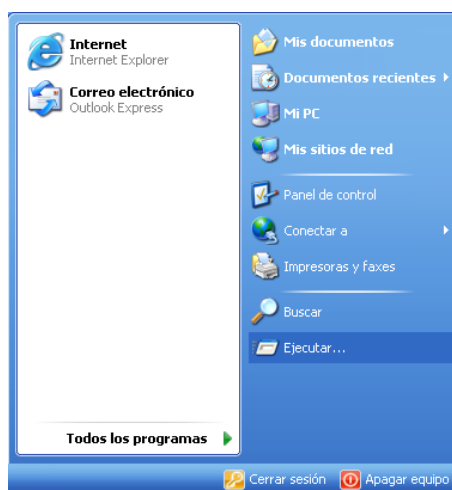 Internet
Internet Explorer
Correo electrónico
Outlook Express
Todos los programas
Mis documentos
Documentos recientes
Mi PC
Mis sitios de red
Panel de control
Conectar a
Impresoras y faxes
Buscar
Ejecutar...
Cerrar sesión
Apagar equipo